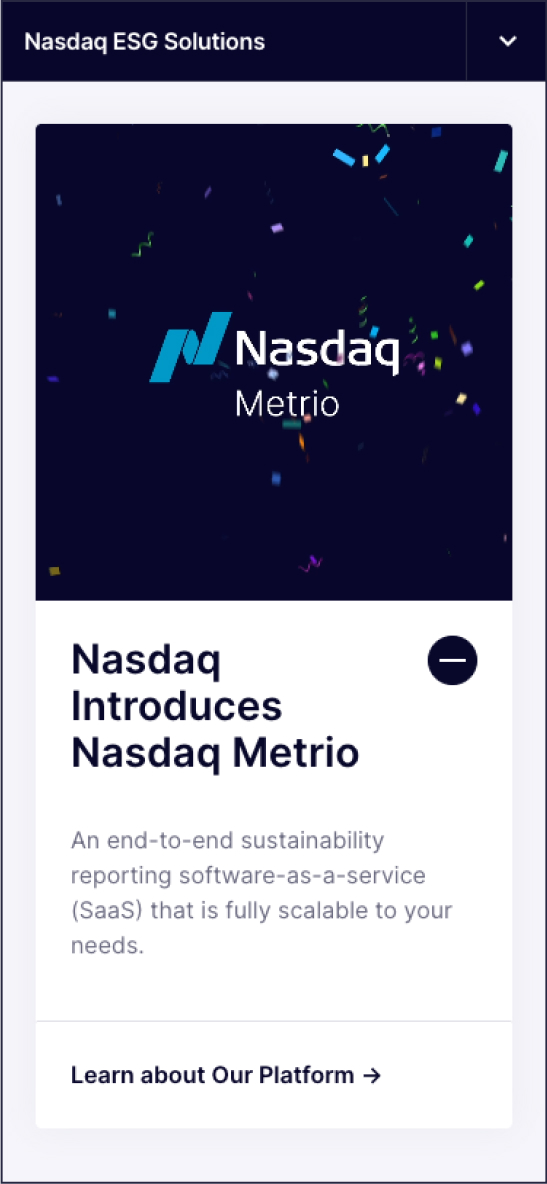 Nasdaq ESG Solutions
Nasdaq
Metrio
Nasdaq
Introduces
Nasdaq Metrio
An end-to-end sustainability
reporting software-as-a-service
(SaaS) that is fully scalable to your
needs.
Learn about Our Platform →